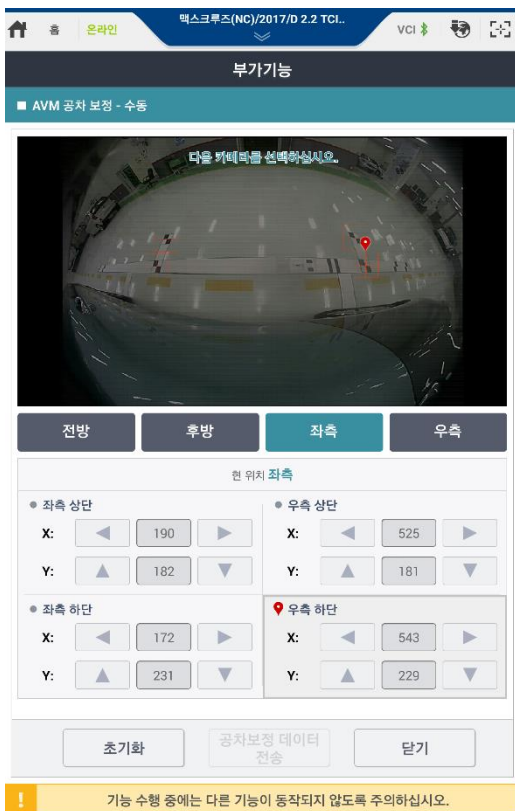 홈
온라인
맥스크루즈(NC)/2017/D 2.2 TCI..
VCI
부가기능
AVM 공차 보정 - 수동
다음 카메라를 선택하십시오.
전방
후방
좌측
우측
현 위치 좌측
좌측 상단
X: 190
Y: 182
우측 상단
X: 525
Y: 181
좌측 하단
X: 172
Y: 231
우측 하단
X: 543
Y: 229
초기화
공차보정 데이터
전송
닫기
! 기능 수행 중에는 다른 기능이 동작되지 않도록 주의하십시오.